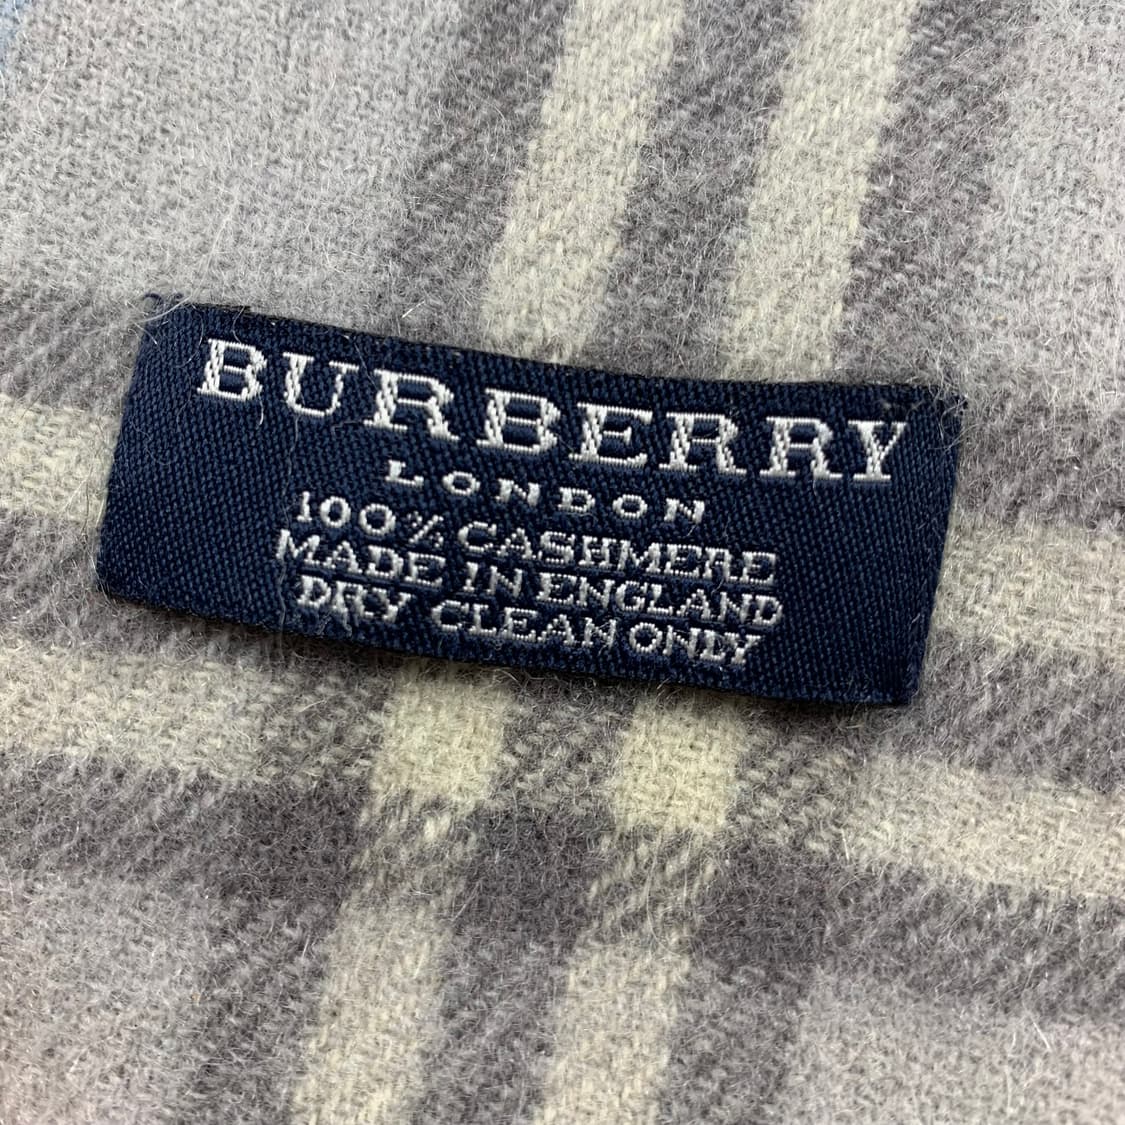 BURBERRY
LONDON
100% CASHMERE
MADE IN ENGLAND
DRY CLEAN ONLY